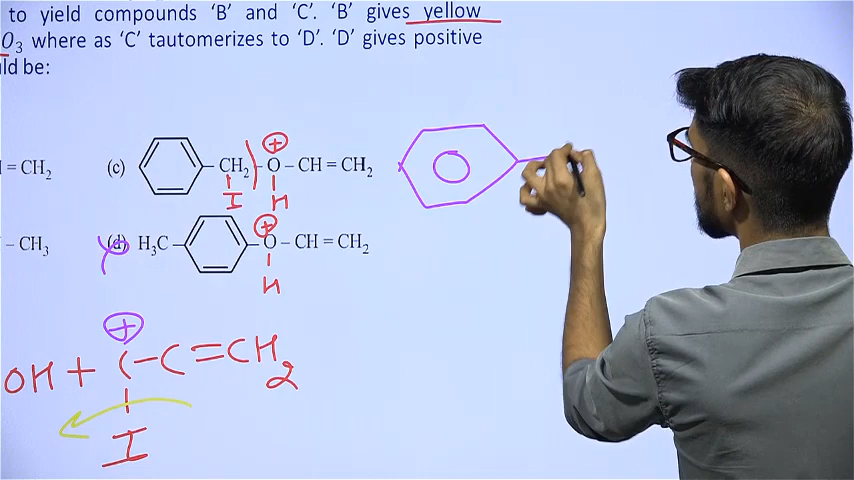 to yield compounds ‘B’ and ‘C’. ‘B’ gives yellow
O₃ where as ‘C’ tautomerizes to ‘D’. ‘D’ gives positive
ld be:
= CH₂
(c) CH₂ – O – CH = CH₂
⊕
I H
– CH₃
(d) H₃C – O – CH = CH₂
⊕
H
⊕
OH + C – C = CH₂
I